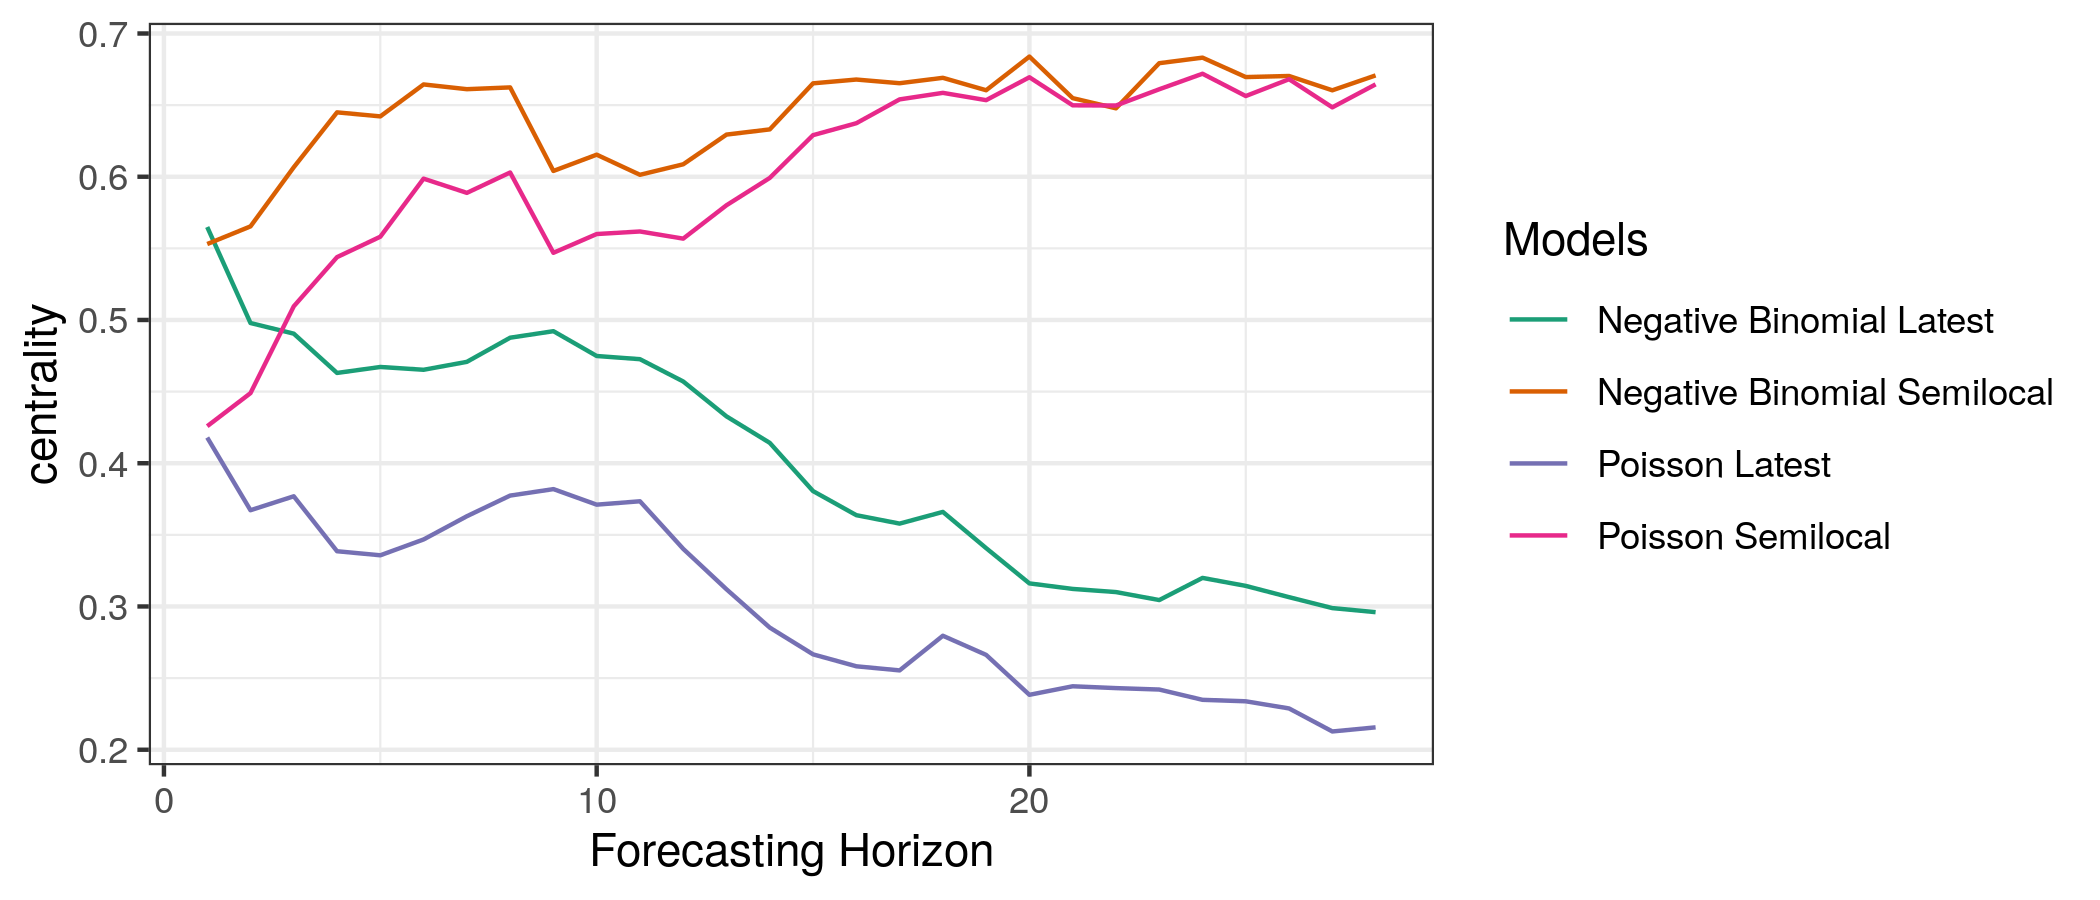 0.7
0.6
0.5
0.4
0.3
0.2
centrality
0
10
20
Forecasting Horizon
Models
Negative Binomial Latest
Negative Binomial Semilocal
Poisson Latest
Poisson Semilocal